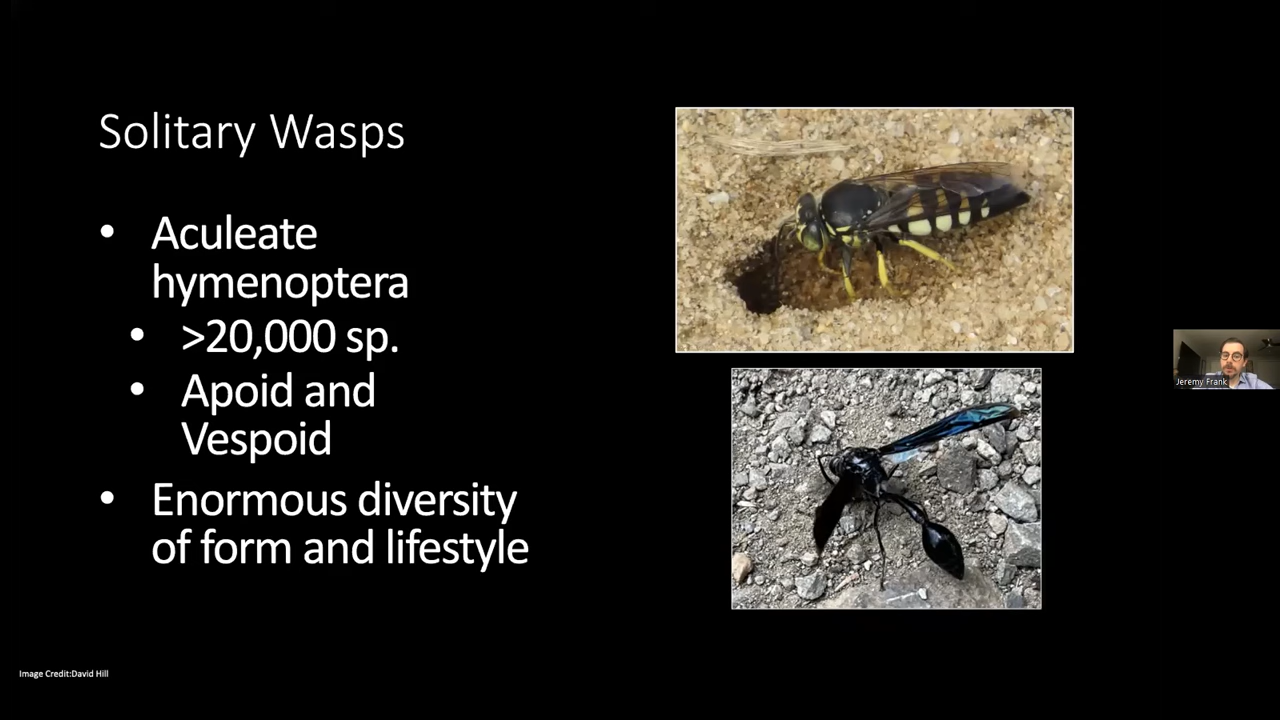 Solitary Wasps
• Aculeate
hymenoptera
• >20,000 sp.
• Apoid and
Vespoid
• Enormous diversity
of form and lifestyle
Jeremy Frank
Image Credit:David Hill